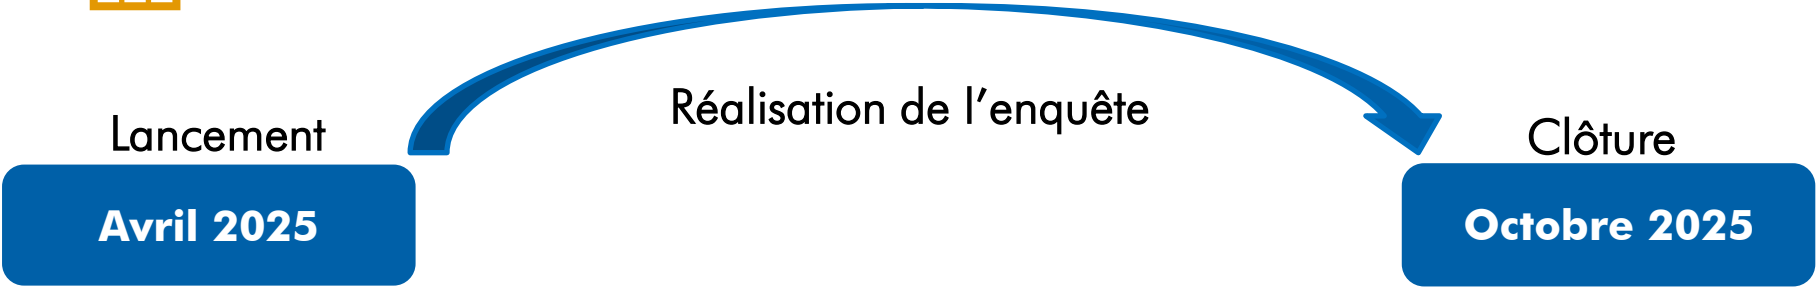 Réalisation de l’enquête
Lancement
Clôture
Avril 2025
Octobre 2025